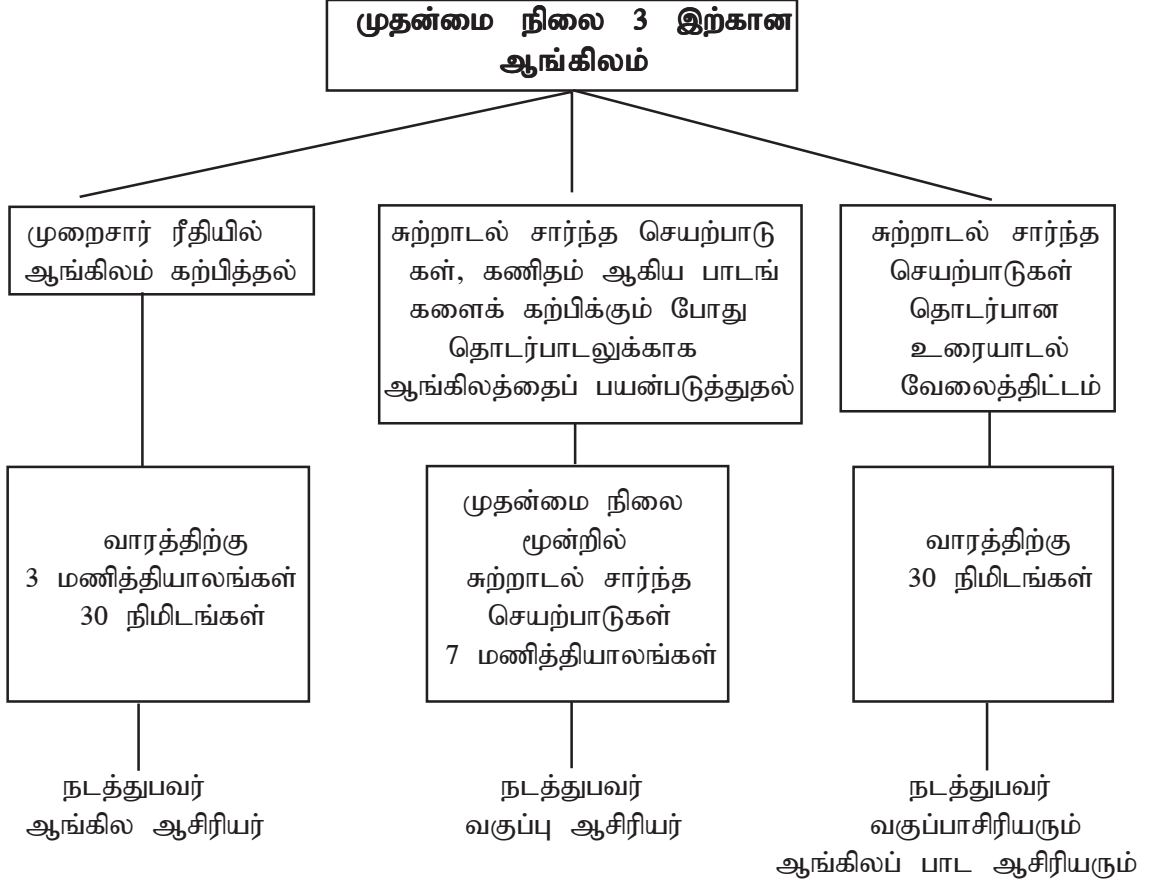 முதன்மை நிலை 3 இற்கான
ஆங்கிலம்
முறைசார் ரீதியில்
ஆங்கிலம் கற்பித்தல்
சுற்றாடல் சார்ந்த செயற்பாடு
கள், கணிதம் ஆகிய பாடங்
களைக் கற்பிக்கும் போது
தொடர்பாடலுக்காக
ஆங்கிலத்தைப் பயன்படுத்துதல்
சுற்றாடல் சார்ந்த
செயற்பாடுகள்
தொடர்பான
உரையாடல்
வேலைத்திட்டம்
வாரத்திற்கு
3 மணித்தியாலங்கள்
30 நிமிடங்கள்
முதன்மை நிலை
மூன்றில்
சுற்றாடல் சார்ந்த
செயற்பாடுகள்
7 மணித்தியாலங்கள்
வாரத்திற்கு
30 நிமிடங்கள்
நடத்துபவர்
ஆங்கில ஆசிரியர்
நடத்துபவர்
வகுப்பு ஆசிரியர்
நடத்துபவர்
வகுப்பாசிரியரும்
ஆங்கிலப் பாட ஆசிரியரும்